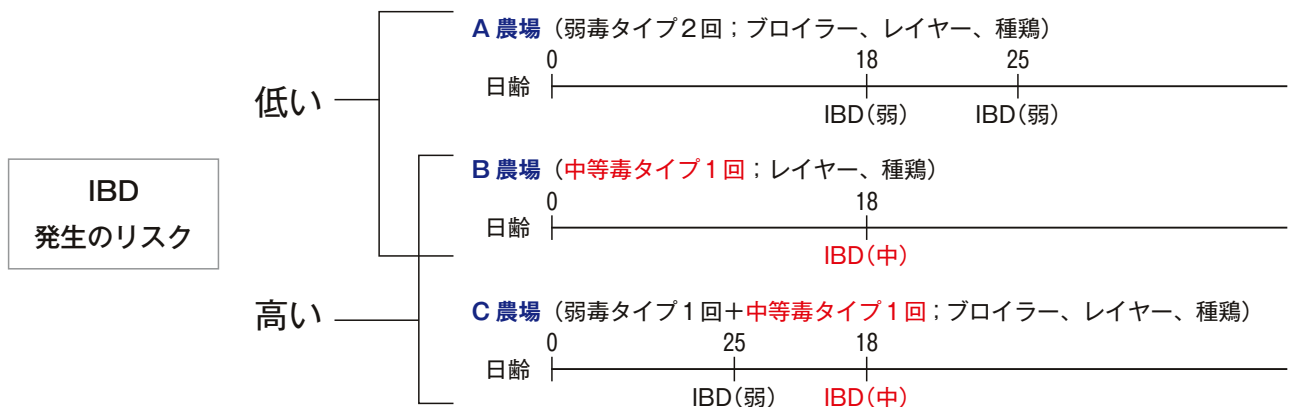 A 農場（弱毒タイプ２回；ブロイラー、レイヤー、種鶏）
0 18 25
日齢
IBD（弱） IBD（弱）
低い
B 農場（中等毒タイプ１回；レイヤー、種鶏）
0 18
日齢
IBD（中）
IBD
発生のリスク
高い
C 農場（弱毒タイプ１回＋中等毒タイプ１回；ブロイラー、レイヤー、種鶏）
0 25 18
日齢
IBD（弱） IBD（中）